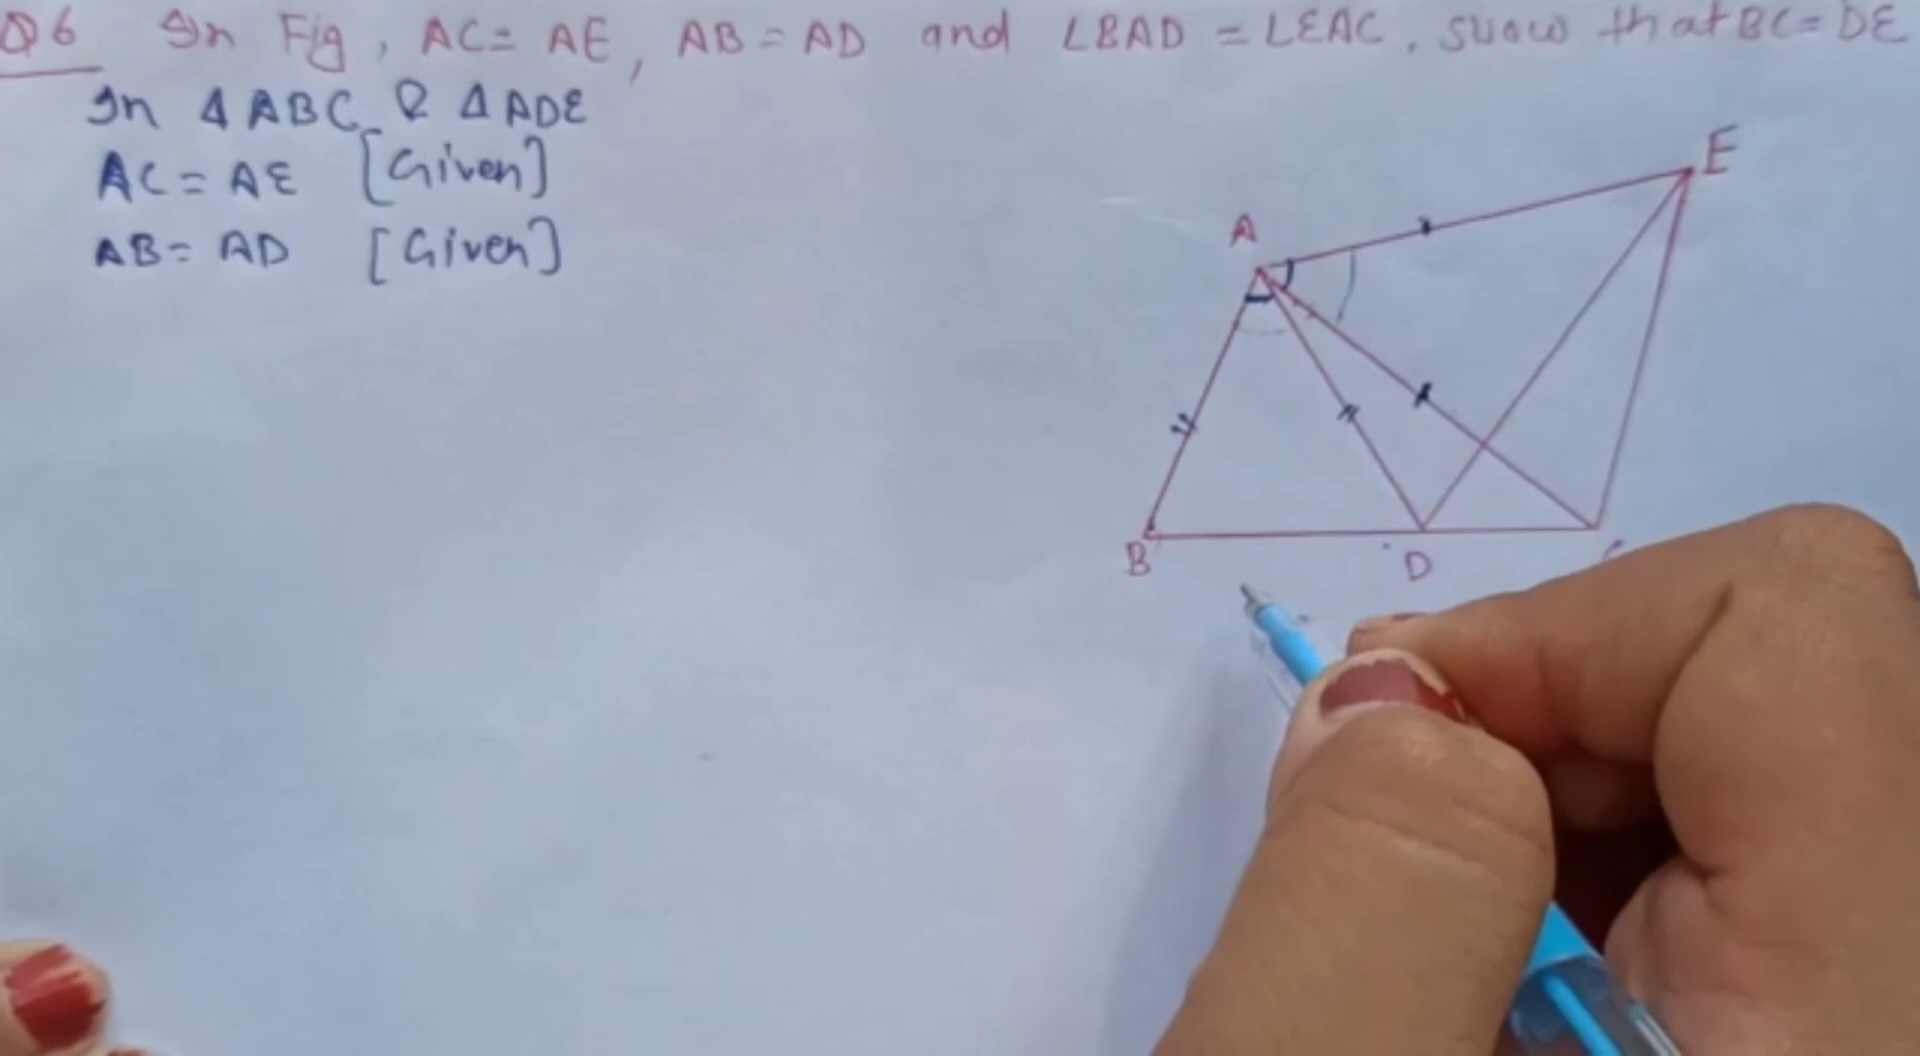 Q6 In Fig, AC = AE, AB = AD and ∠BAD = ∠EAC, show that BC = DE
In Δ ABC & Δ ADE
AC = AE [Given]
AB = AD [Given]
E
A
B
D